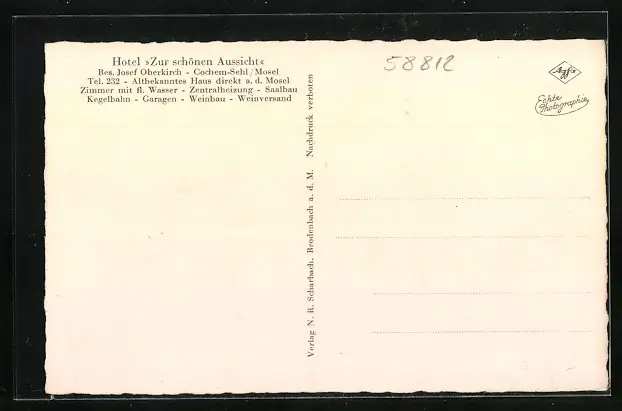 Hotel »Zur schönen Aussicht«
Bes. Josef Oberkirch - Cochem-Sehl/Mosel
Tel. 232 - Altbekanntes Haus direkt a. d. Mosel
Zimmer mit fl. Wasser - Zentralheizung - Saalbau
Kegelbahn - Garagen - Weinbau - Weinversand
Verlag N. R. Scharbach, Brodenbach a. d. M. Nachdruck verboten
58812
Agfa
Echte
Photographie